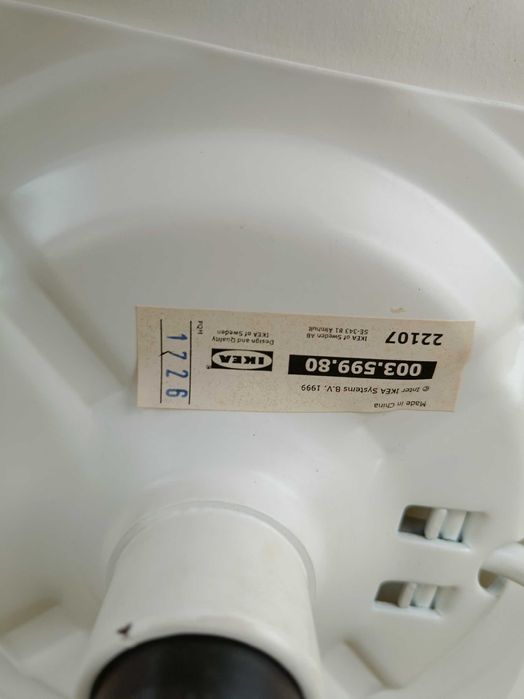 Made in China
© Inter IKEA Systems B.V. 1999
003.599.80
22107
IKEA of Sweden AB
SE-343 81 Älmhult
IKEA
Design and Quality
IKEA of Sweden
PQH
1726